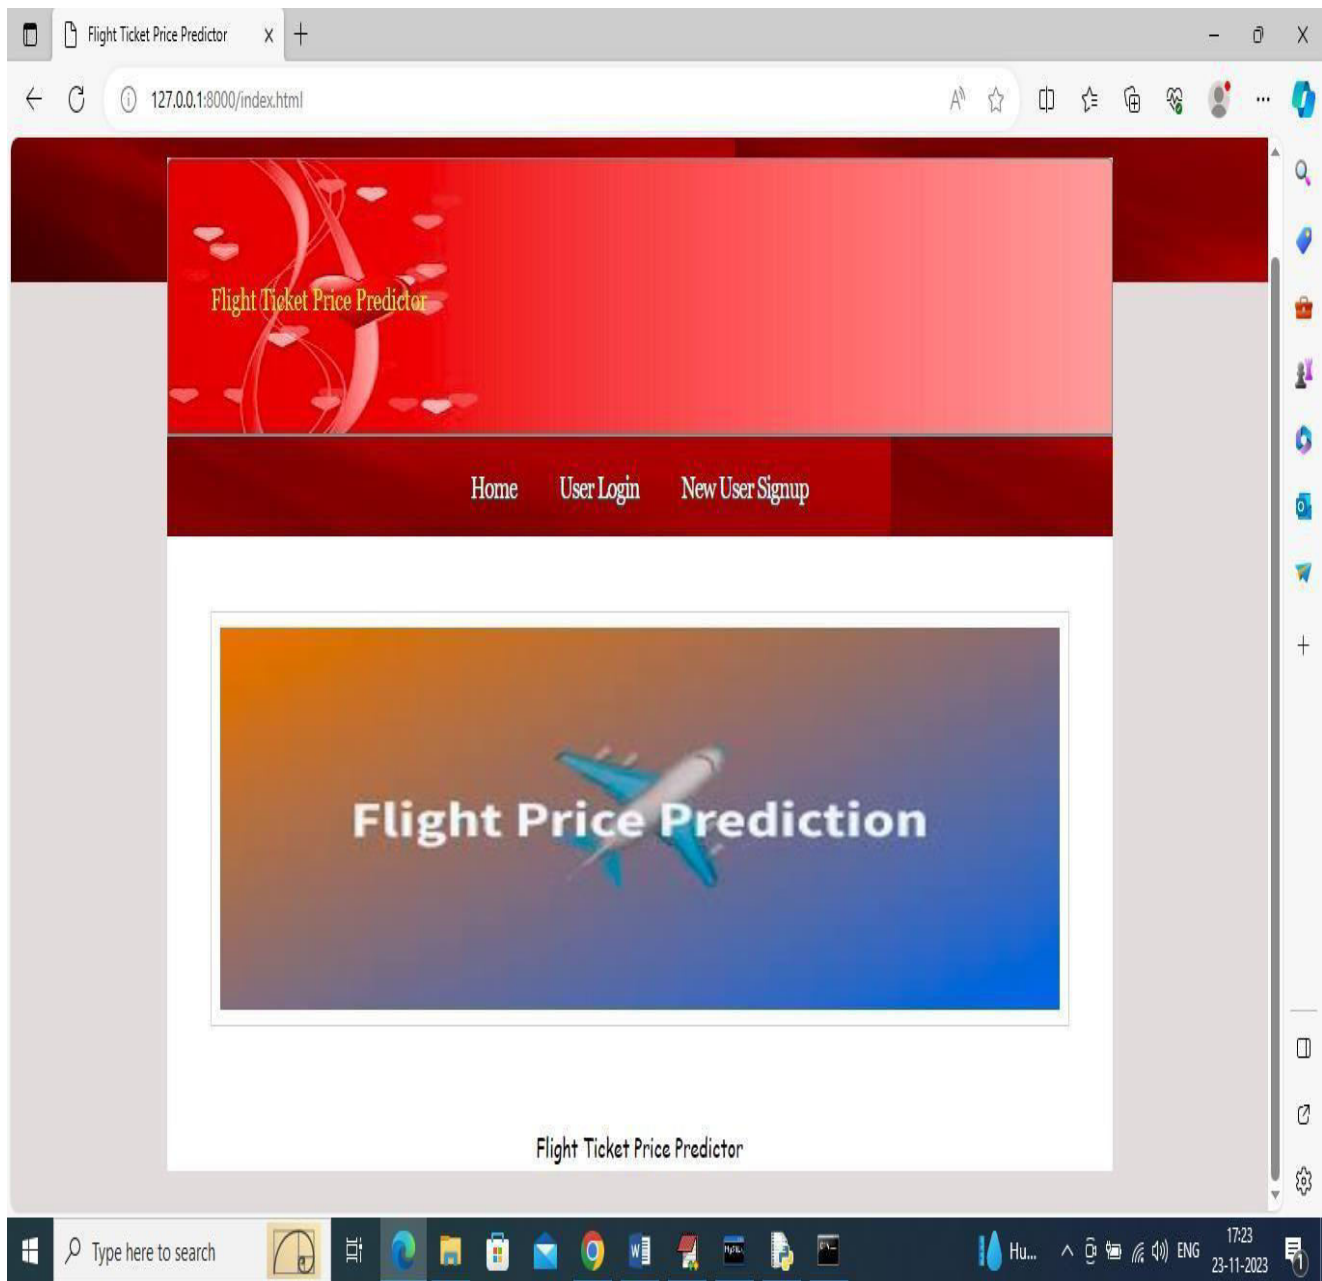 Flight Ticket Price Predictor
127.0.0.1:8000/index.html
Flight Ticket Price Predictor
Home User Login New User Signup
Flight Price Prediction
Flight Ticket Price Predictor
Type here to search
Hu... ENG 17:23
23-11-2023
1